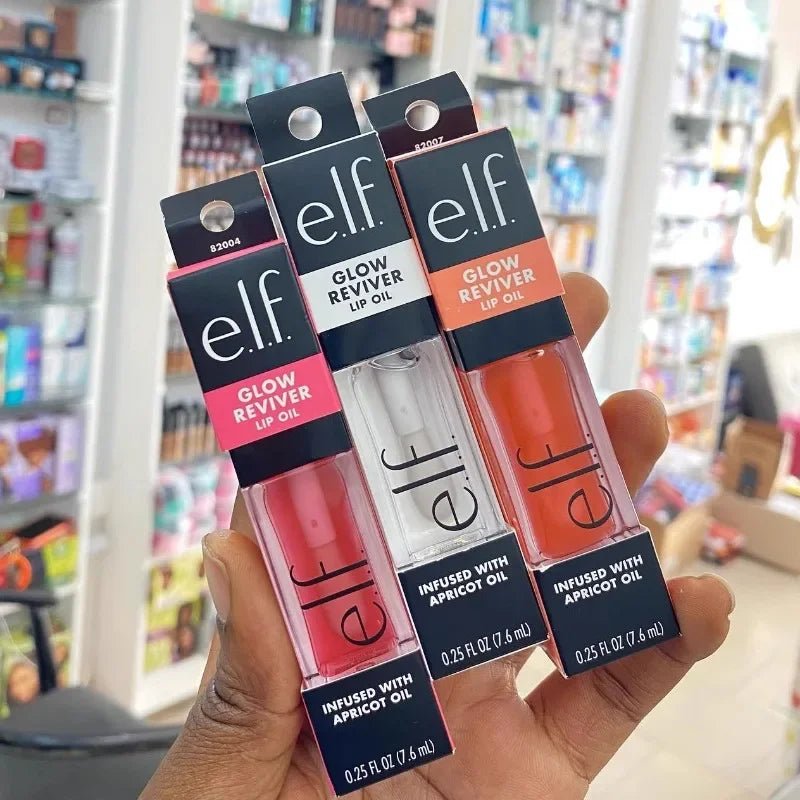 82004
e.l.f.
GLOW
REVIVER
LIP OIL
e.l.f.
INFUSED WITH
APRICOT OIL
0.25 FL OZ (7.6 mL)
e.l.f.
GLOW
REVIVER
LIP OIL
e.l.f.
INFUSED WITH
APRICOT OIL
0.25 FL OZ (7.6 mL)
82007
e.l.f.
GLOW
REVIVER
LIP OIL
e.l.f.
INFUSED WITH
APRICOT OIL
0.25 FL OZ (7.6 mL)